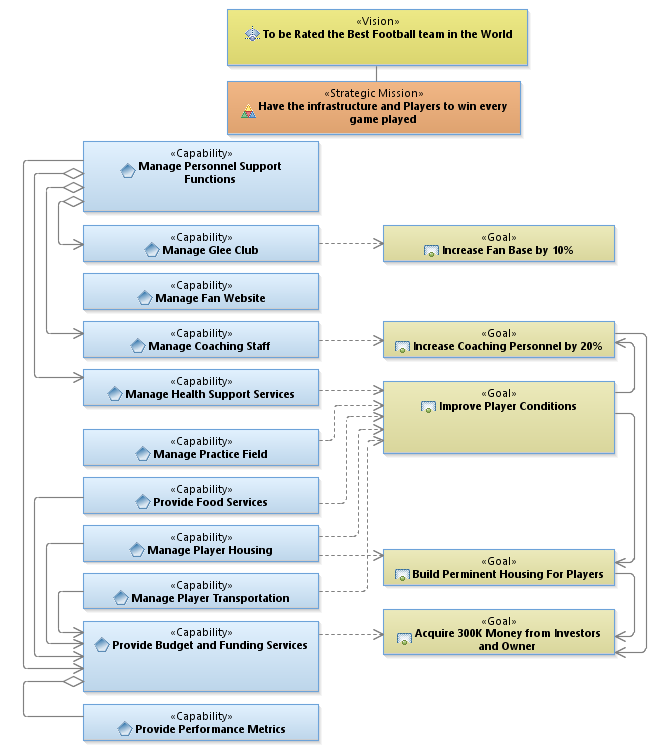 «Vision»
To be Rated the Best Football team in the World
«Strategic Mission»
Have the infrastructure and Players to win every
game played
«Capability»
Manage Personnel Support
Functions
«Capability»
Manage Glee Club
«Goal»
Increase Fan Base by 10%
«Capability»
Manage Fan Website
«Capability»
Manage Coaching Staff
«Goal»
Increase Coaching Personnel by 20%
«Capability»
Manage Health Support Services
«Goal»
Improve Player Conditions
«Capability»
Manage Practice Field
«Capability»
Provide Food Services
«Capability»
Manage Player Housing
«Goal»
Build Perminent Housing For Players
«Capability»
Manage Player Transportation
«Capability»
Provide Budget and Funding Services
«Goal»
Acquire 300K Money from Investors
and Owner
«Capability»
Provide Performance Metrics